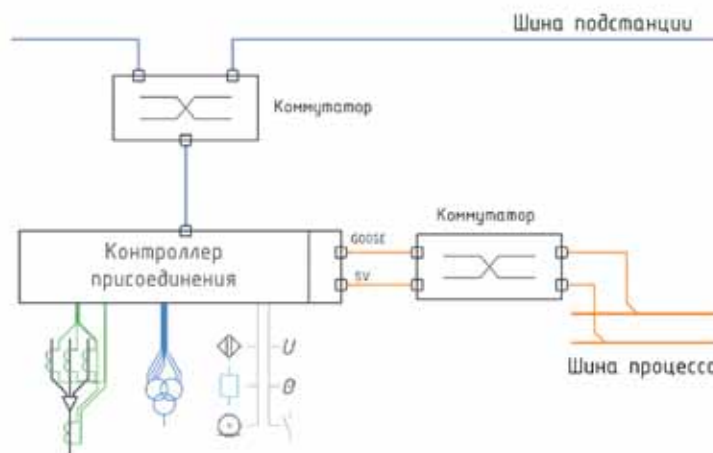 Шина подстанции
Коммутатор
Коммутатор
GOOSE
SV
Контроллер
присоединения
U
Θ
Шина процесса